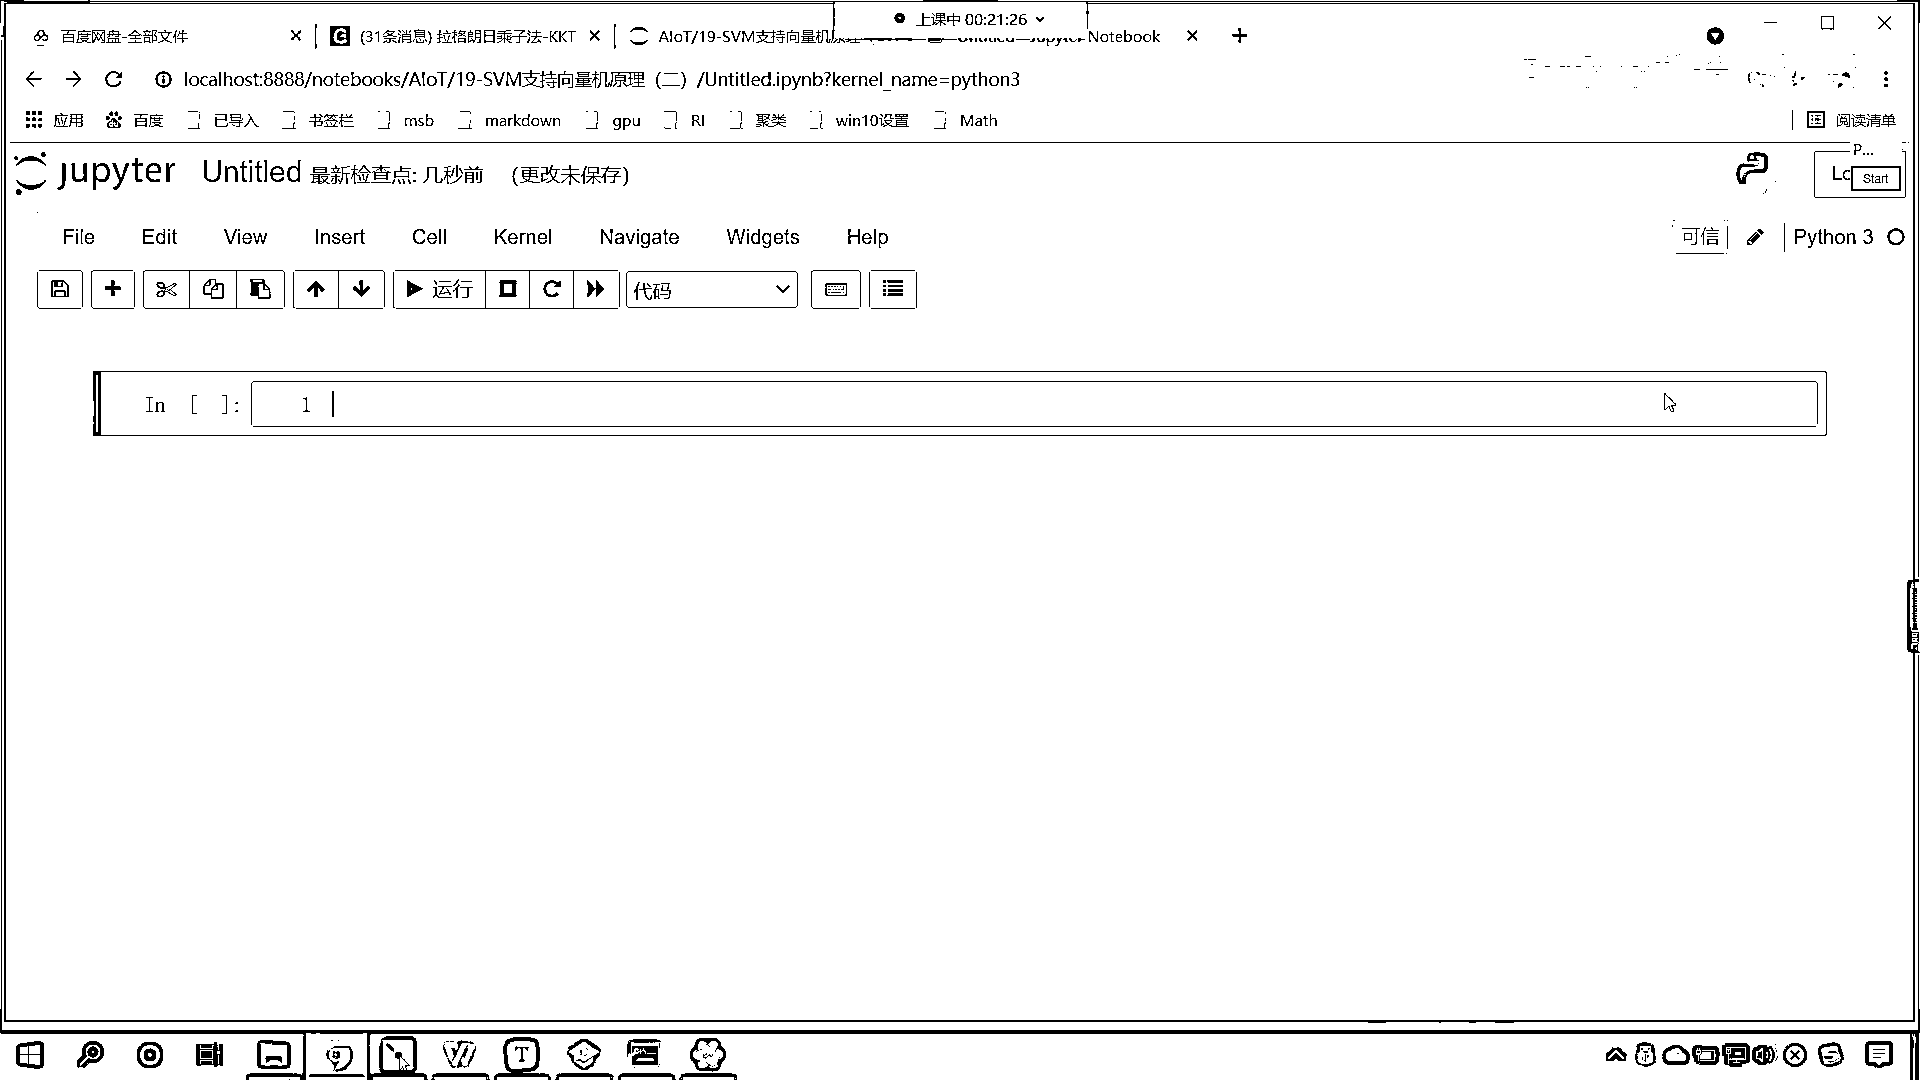 上课中 00:21:26
百度网盘-全部文件
(31条消息) 拉格朗日乘子法-KKT
AIoT/19-SVM支持向量机原理
Untitled - Jupyter Notebook
localhost:8888/notebooks/AIoT/19-SVM支持向量机原理 (二) /Untitled.ipynb?kernel_name=python3
应用 百度 已导入 书签栏 msb markdown gpu RI 聚类 win10设置 Math 阅读清单
jupyter Untitled 最新检查点: 几秒前 (更改未保存)
P...
Lo
Start
File Edit View Insert Cell Kernel Navigate Widgets Help 可信 Python 3
运行 代码
In [ ]: 1